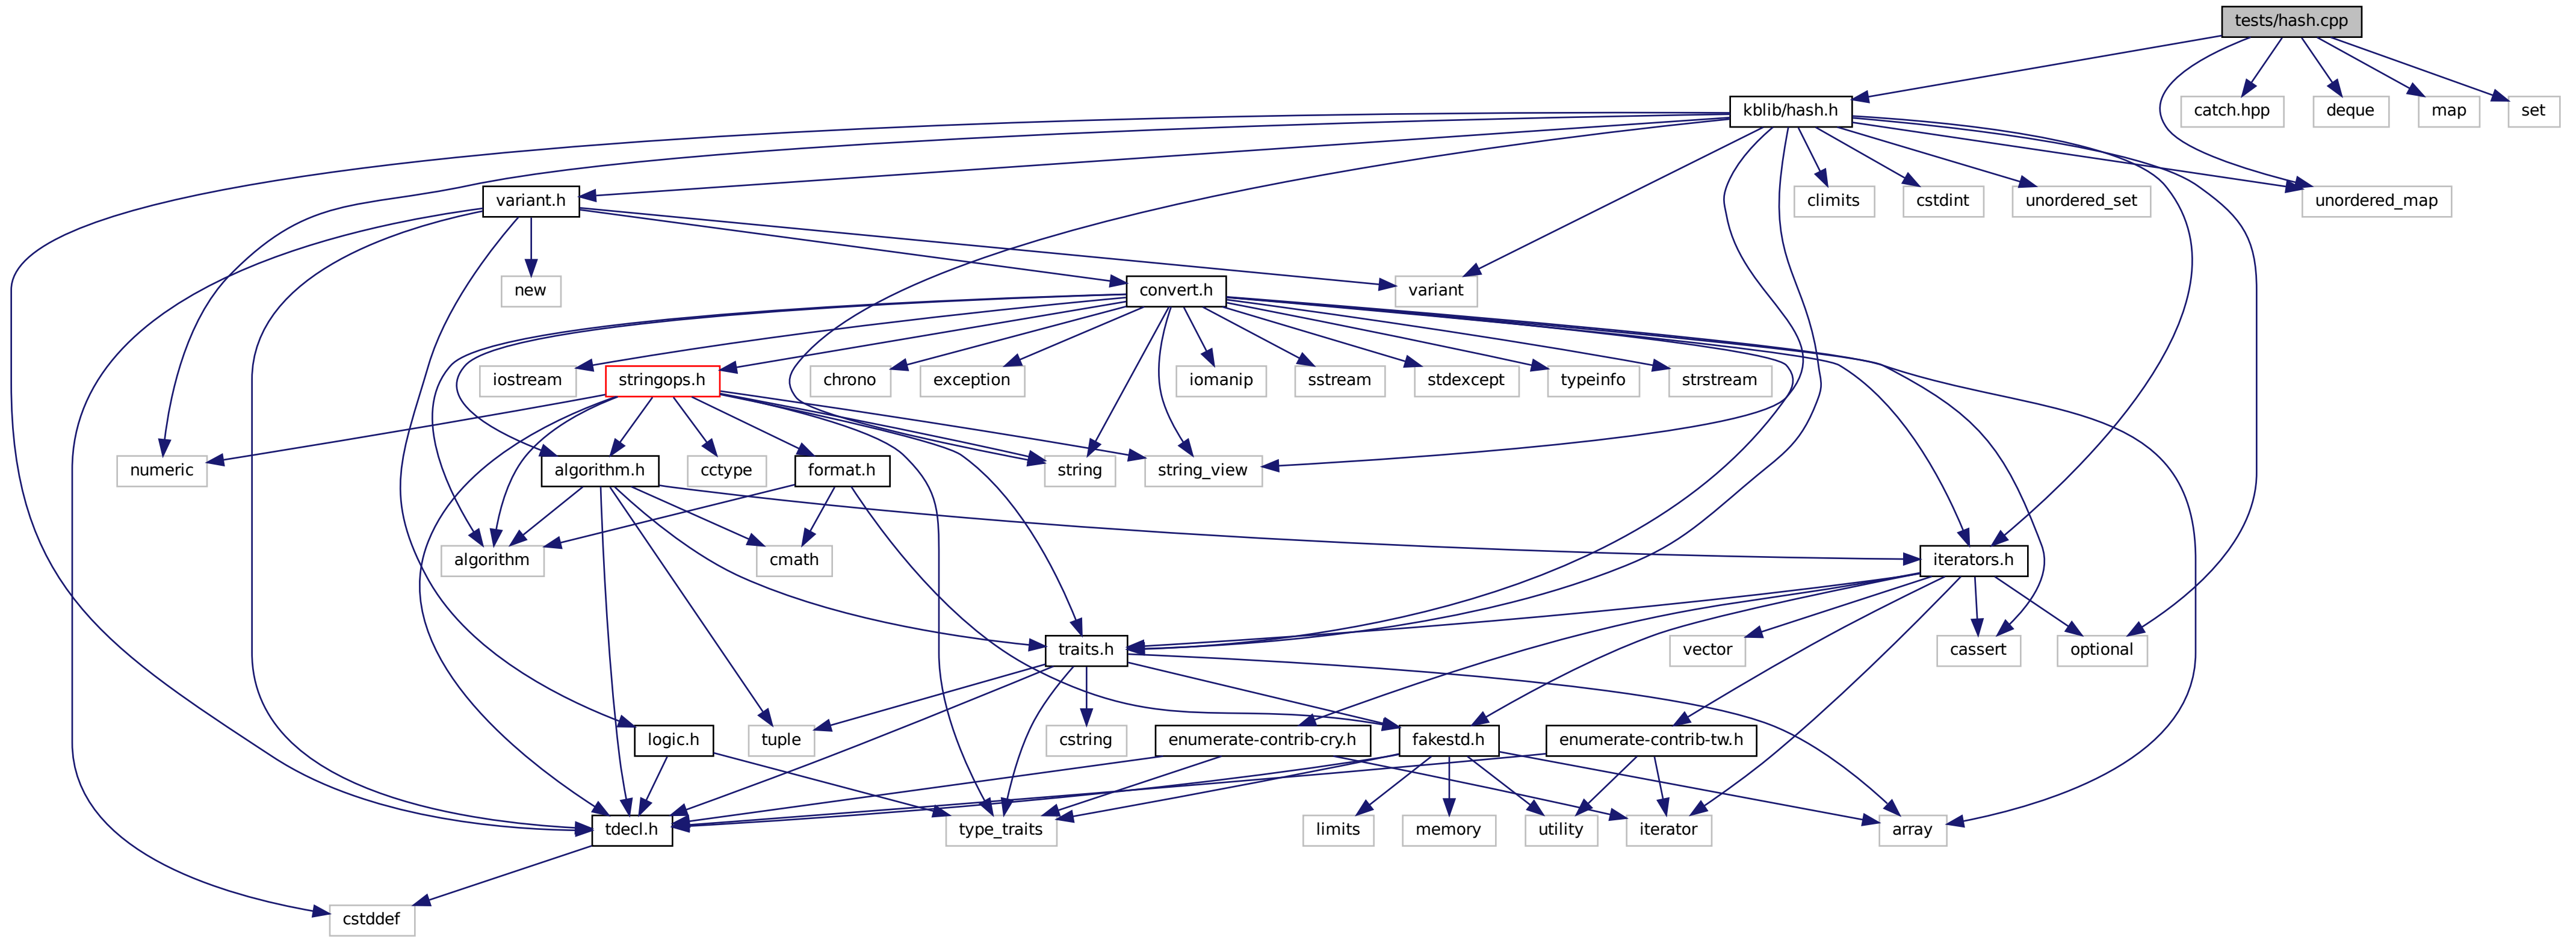 tests/hash.cpp
kblib/hash.h
catch.hpp
deque
map
set
variant.h
climits
cstdint
unordered_set
unordered_map
new
convert.h
variant
iostream
stringops.h
chrono
exception
iomanip
sstream
stdexcept
typeinfo
strstream
numeric
algorithm.h
cctype
format.h
string
string_view
algorithm
cmath
iterators.h
traits.h
vector
cassert
optional
logic.h
tuple
cstring
enumerate-contrib-cry.h
fakestd.h
enumerate-contrib-tw.h
tdecl.h
type_traits
limits
memory
utility
iterator
array
cstddef